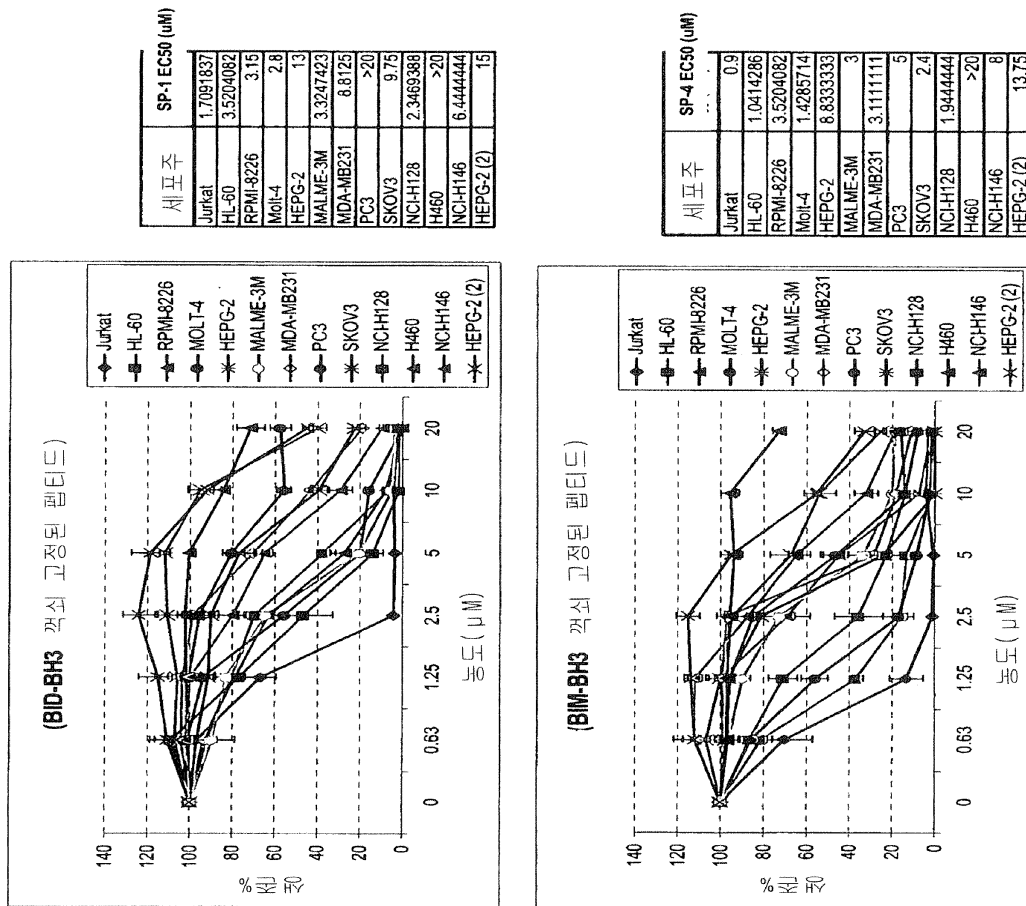 (BID-BH3 꺽쇠 고정된 펩티드)
생존 %
140
120
100
80
60
40
20
0
0
0.63
1.25
2.5
5
10
20
농도( μM)
Jurkat
HL-60
RPMI-8226
MOLT-4
HEPG-2
MALME-3M
MDA-MB231
PC3
SKOV3
NCI-H128
H460
NCI-H146
HEPG-2 (2)
세포주 SP-1 EC50 (uM)
Jurkat 1.7091837
HL-60 3.5204082
RPMI-8226 3.15
Molt-4 2.8
HEPG-2 13
MALME-3M 3.3247423
MDA-MB231 8.8125
PC3 >20
SKOV3 9.75
NCI-H128 2.3469388
H460 >20
NCI-H146 6.4444444
HEPG-2 (2) 15
(BIM-BH3 꺽쇠 고정된 펩티드)
생존 %
140
120
100
80
60
40
20
0
0
0.63
1.25
2.5
5
10
20
농도( μM)
Jurkat
HL-60
RPMI-8226
MOLT-4
HEPG-2
MALME-3M
MDA-MB231
PC3
SKOV3
NCI-H128
H460
NCI-H146
HEPG-2 (2)
세포주 SP-4 EC50 (uM)
Jurkat 0.9
HL-60 1.0414286
RPMI-8226 3.5204082
Molt-4 1.4285714
HEPG-2 8.8333333
MALME-3M 3
MDA-MB231 3.1111111
PC3 5
SKOV3 2.4
NCI-H128 1.9444444
H460 >20
NCI-H146 8
HEPG-2 (2) 13.75